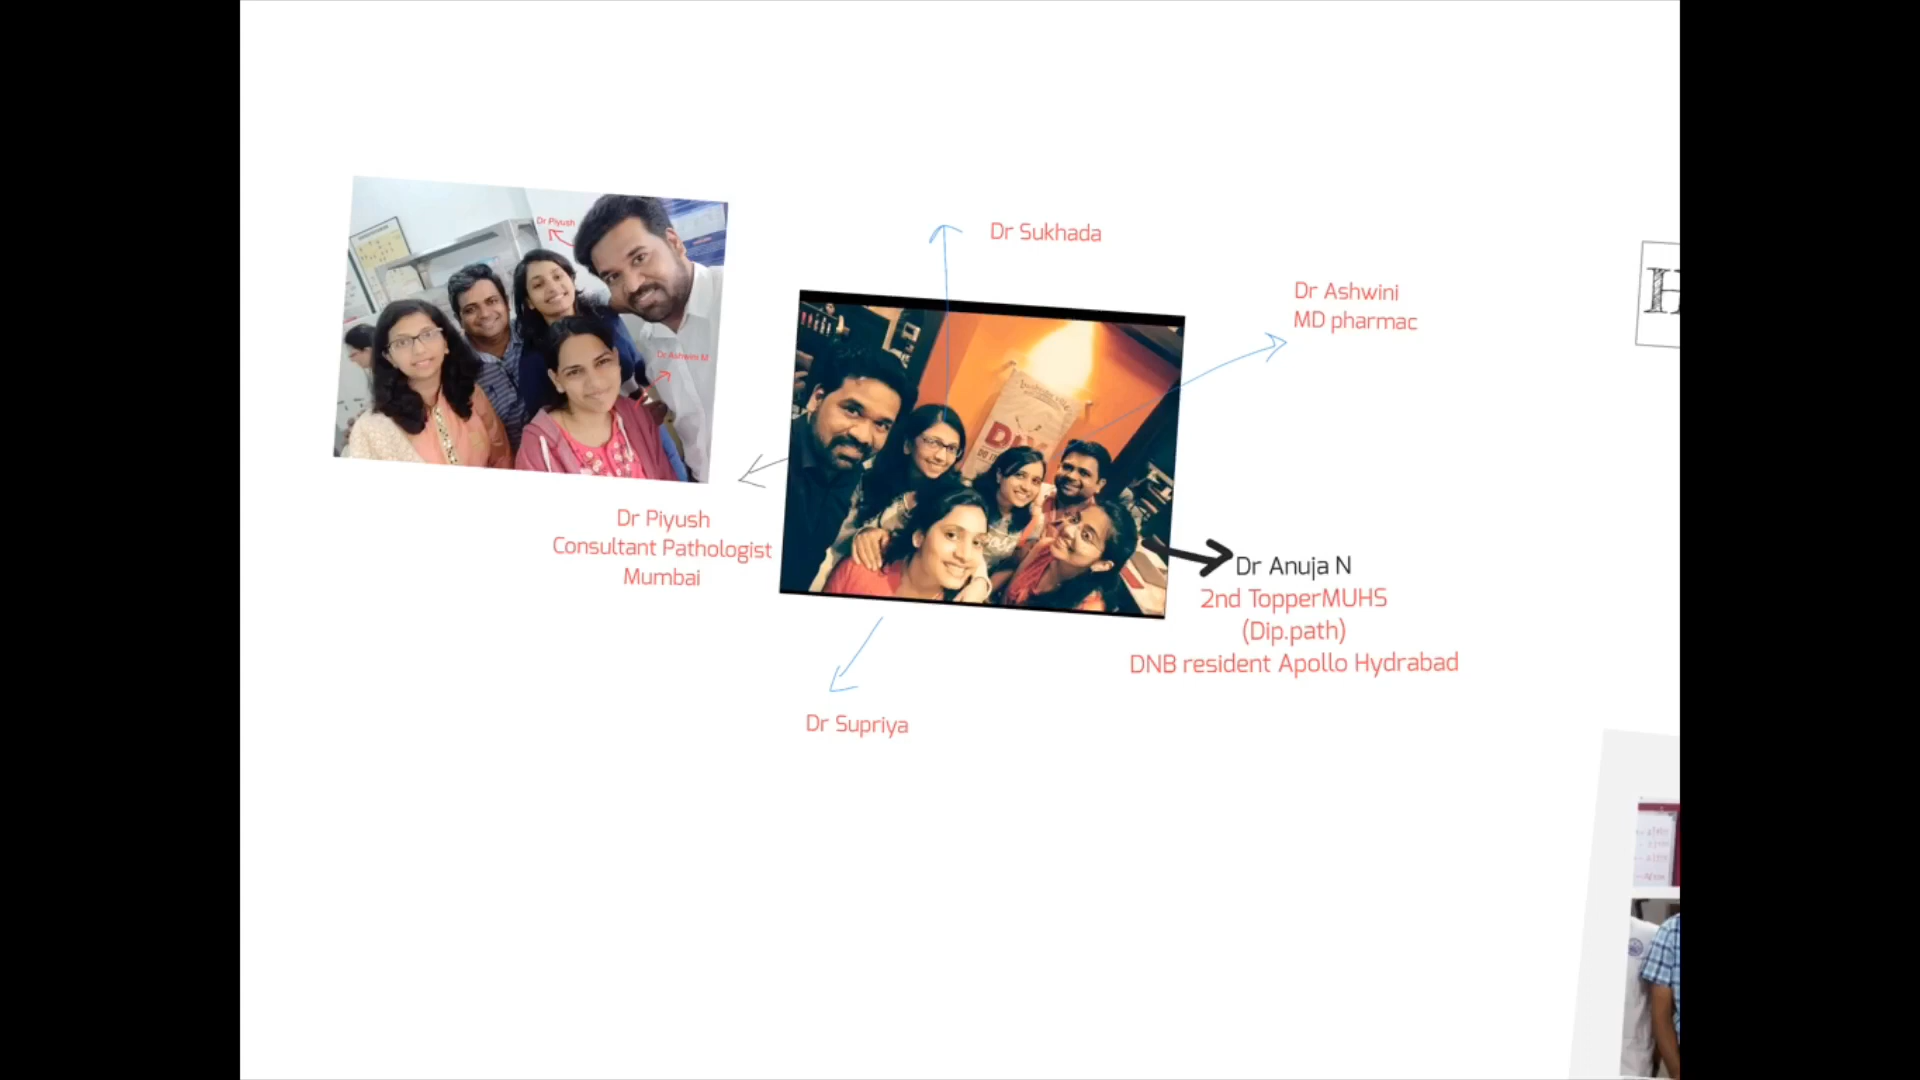 Dr Piyush
Dr Ashwini M
Dr Sukhada
Dr Ashwini
MD pharmac
Dr Piyush
Consultant Pathologist
Mumbai
Dr Anuja N
2nd TopperMUHS
(Dip.path)
DNB resident Apollo Hydrabad
Dr Supriya